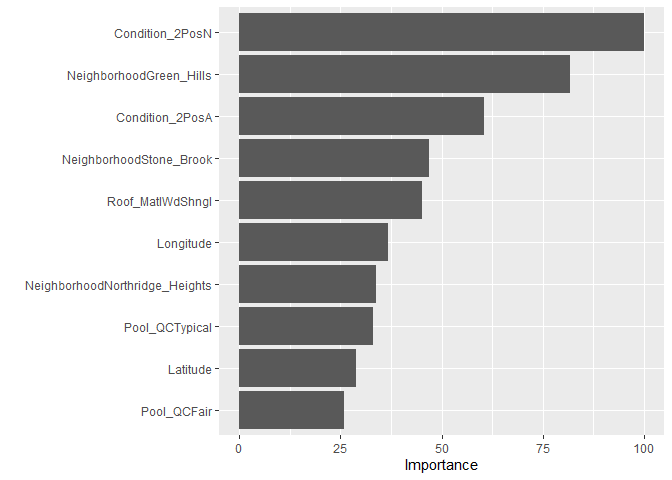 Condition_2PosN
NeighborhoodGreen_Hills
Condition_2PosA
NeighborhoodStone_Brook
Roof_MatlWdShngl
Longitude
NeighborhoodNorthridge_Heights
Pool_QCTypical
Latitude
Pool_QCFair
0 25 50 75 100
Importance